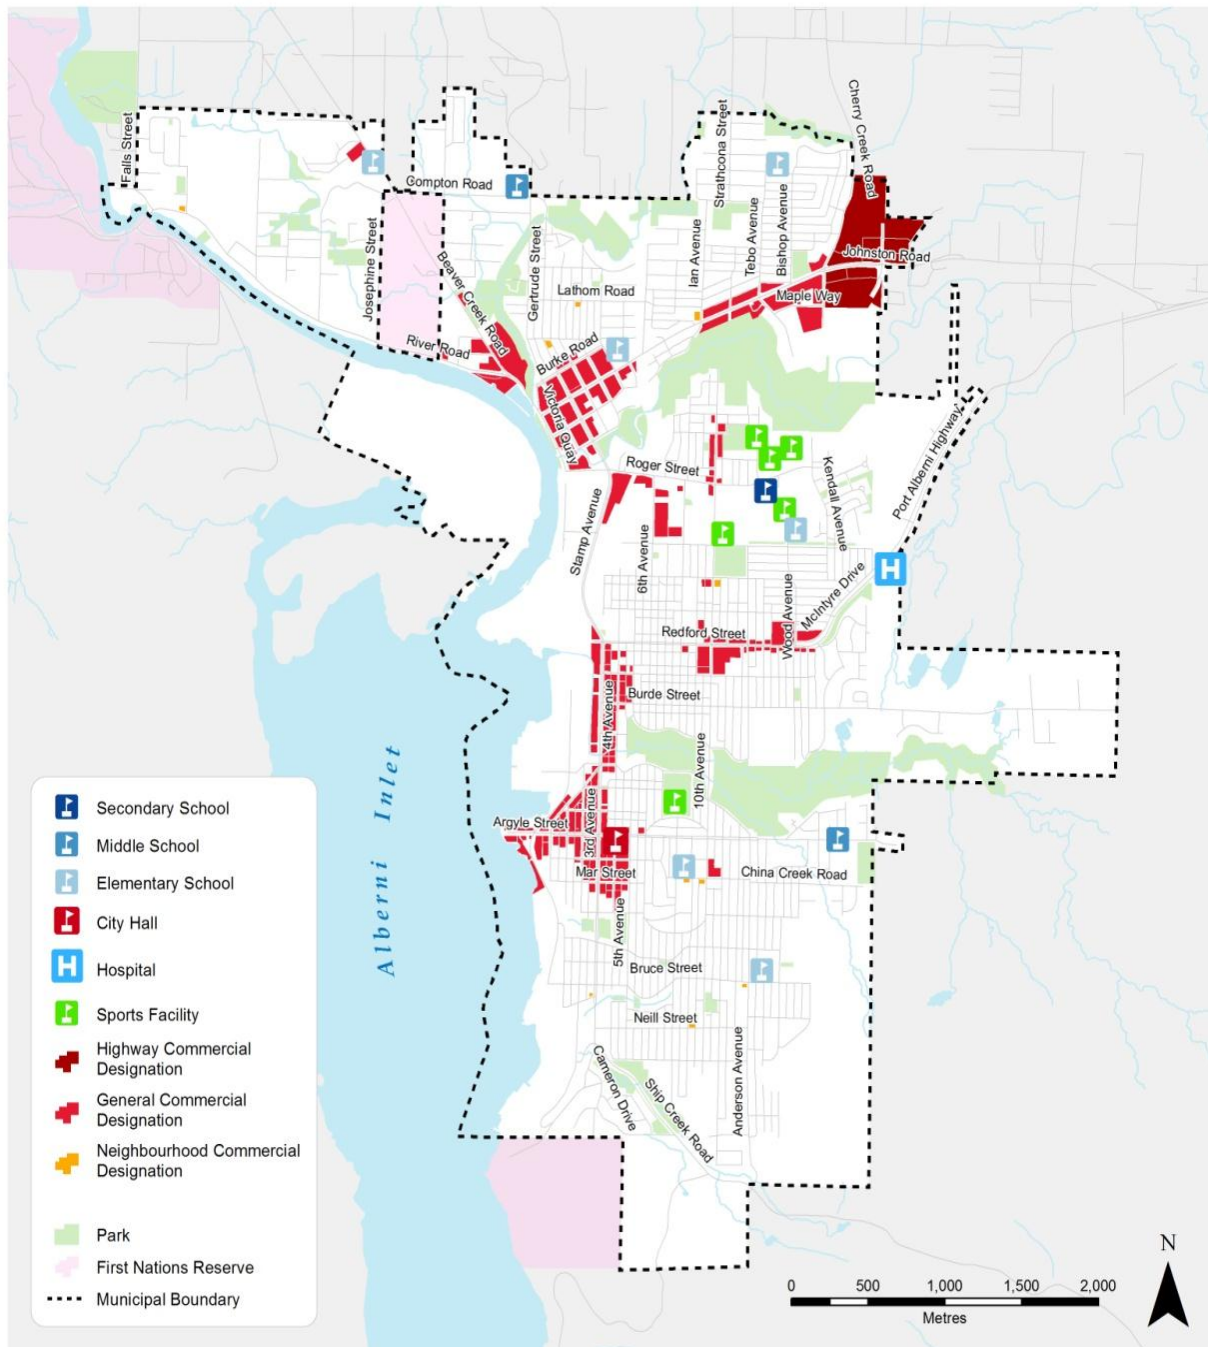 Cherry Creek Road
Strathcona Street
Falls Street
Compton Road
Bishop Avenue
Tebo Avenue
Ian Avenue
Josephine Street
Gertrude Street
Beaver Creek Road
Johnston Road
Lathom Road
Maple Way
River Road
Burke Road
Victoria Quay
Port Alberni Highway
Roger Street
Kendall Avenue
Stamp Avenue
6th Avenue
McIntyre Drive
Wood Avenue
Redford Street
Burde Street
4th Avenue
10th Avenue
Alberni Inlet
3rd Avenue
Argyle Street
Mar Street
China Creek Road
5th Avenue
Bruce Street
Neill Street
Anderson Avenue
Cameron Drive
Ship Creek Road
H
Secondary School
Middle School
Elementary School
City Hall
H
Hospital
Sports Facility
Highway Commercial
Designation
General Commercial
Designation
Neighbourhood Commercial
Designation
Park
First Nations Reserve
Municipal Boundary
N
0 500 1,000 1,500 2,000
Metres